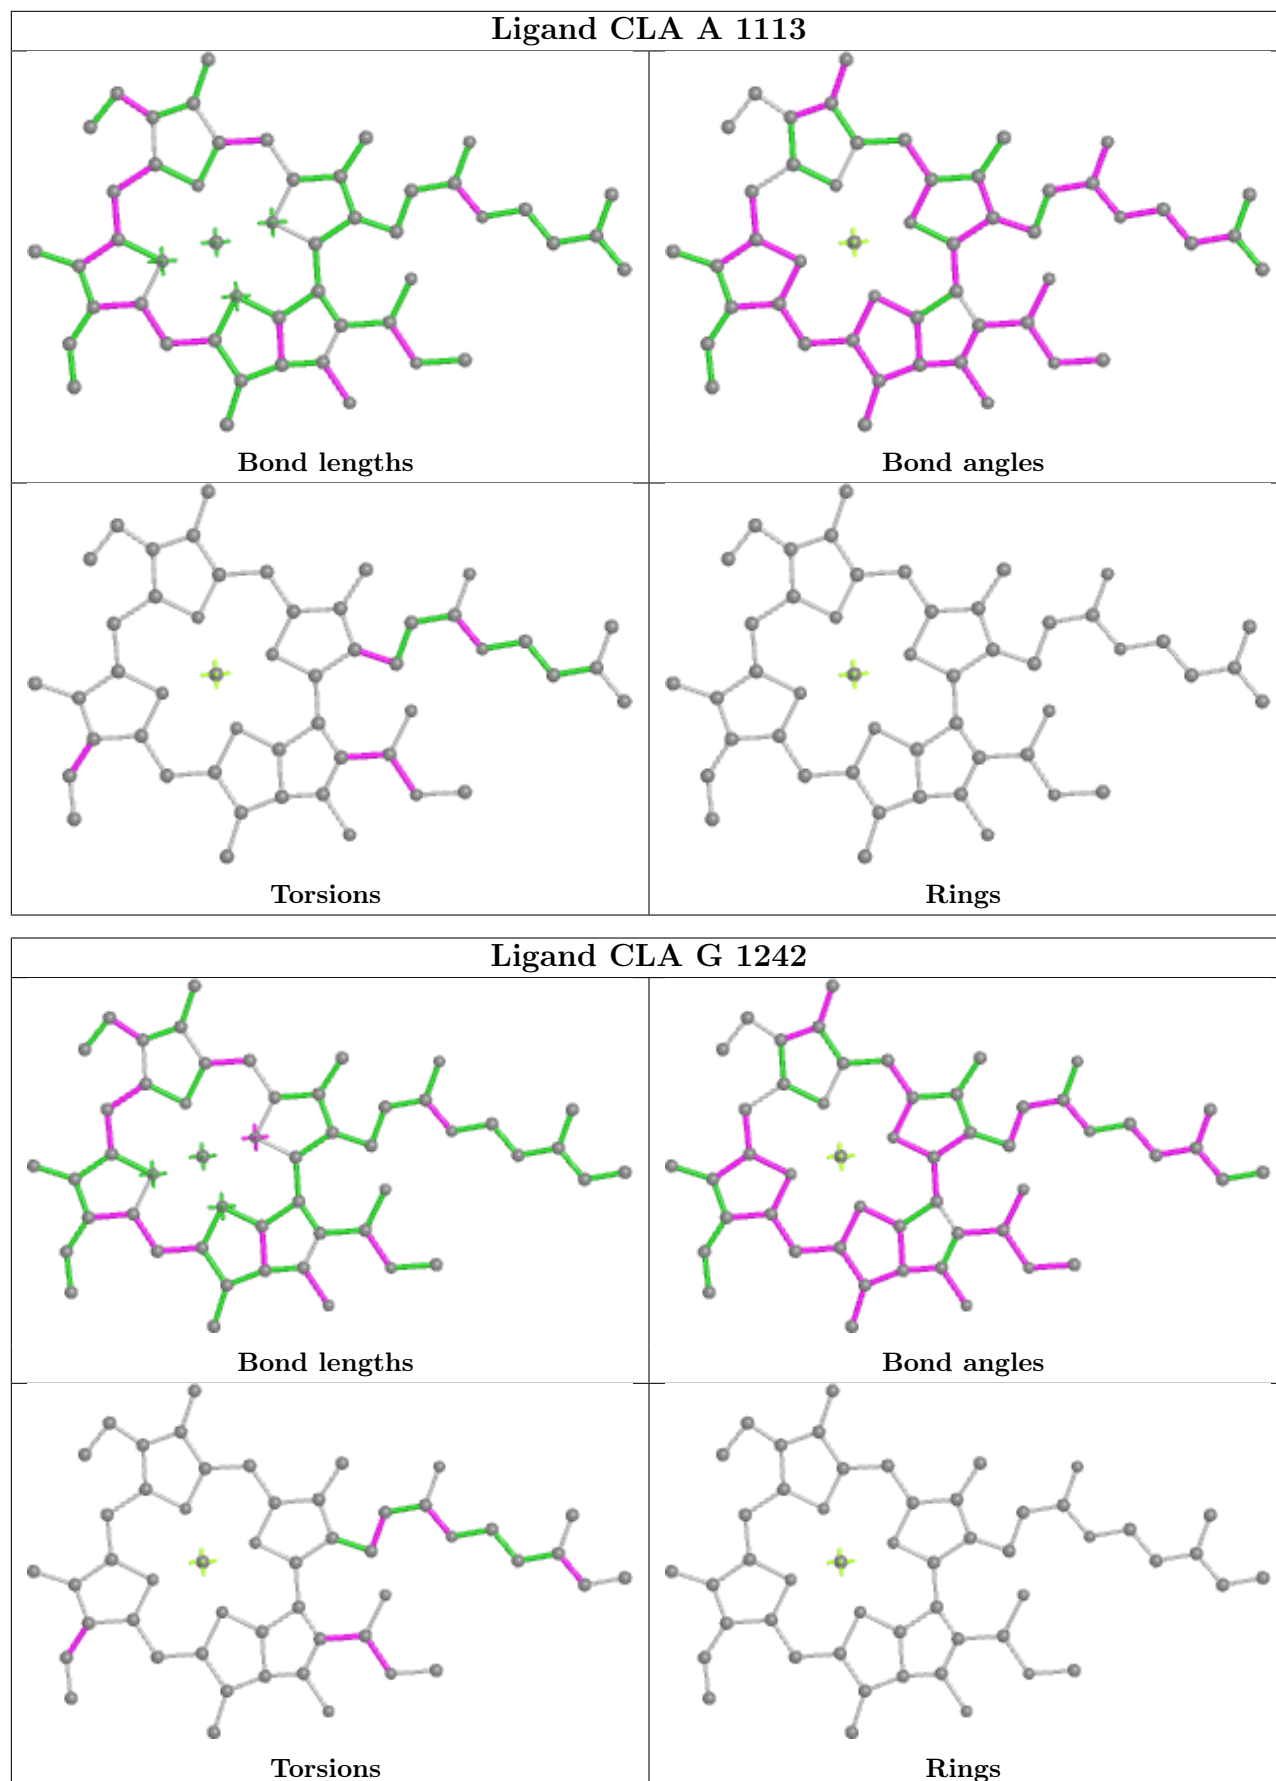 Ligand CLA A 1113
Bond lengths
Bond angles
Torsions
Rings
Ligand CLA G 1242
Bond lengths
Bond angles
Torsions
Rings